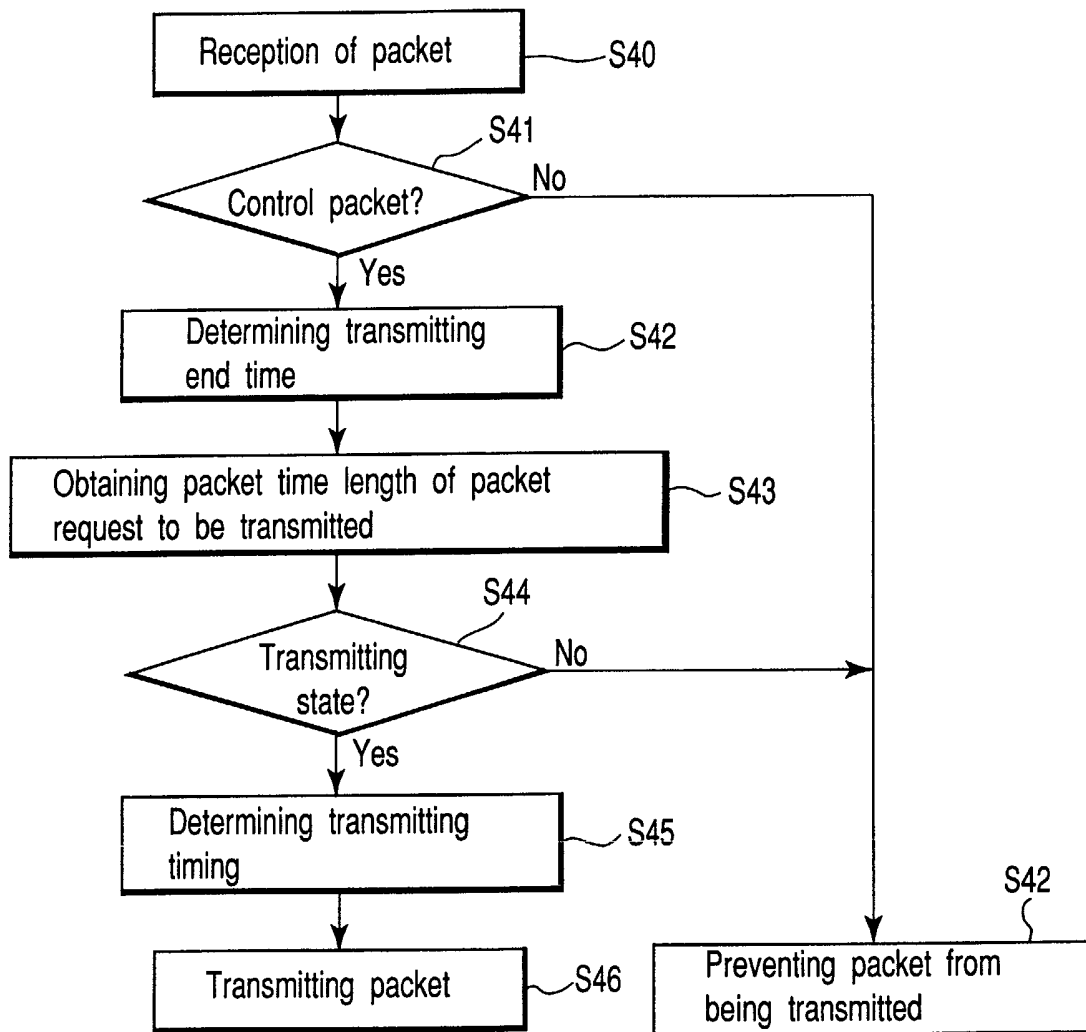 Reception of packet
S40
S41
Control packet?
No
Yes
Determining transmitting
end time
S42
Obtaining packet time length of packet
request to be transmitted
S43
S44
Transmitting
state?
No
Yes
Determining transmitting
timing
S45
S42
Transmitting packet
S46
Preventing packet from
being transmitted